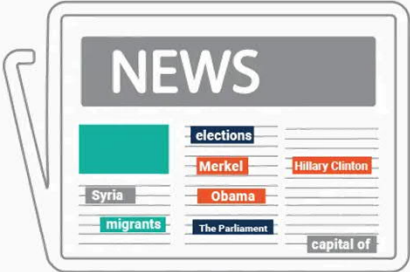 NEWS
elections
Merkel
Hillary Clinton
Syria
Obama
migrants
The Parliament
capital of